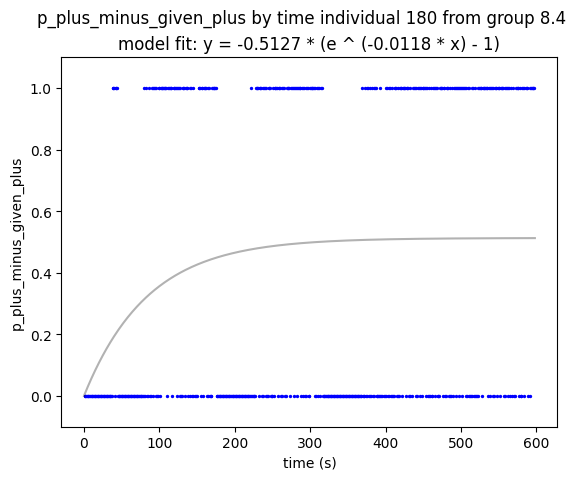 p_plus_minus_given_plus by time individual 180 from group 8.4
model fit: y = -0.5127 * (e ^ (-0.0118 * x) - 1)
1.0
0.8
0.6
0.4
0.2
0.0
p_plus_minus_given_plus
0 100 200 300 400 500 600
time (s)